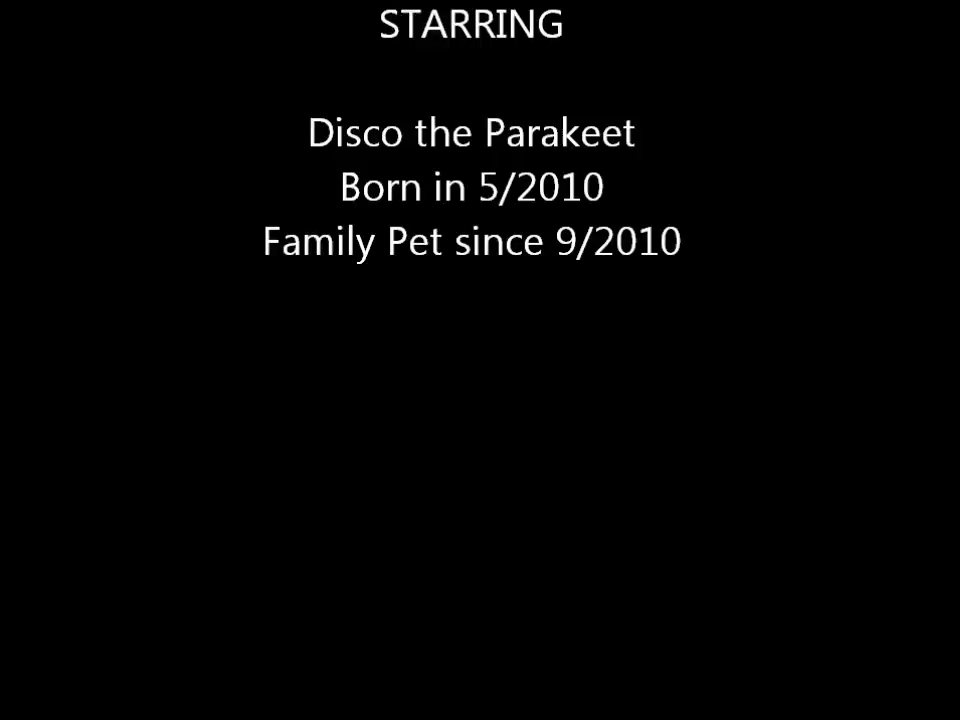 STARRING
Disco the Parakeet
Born in 5/2010
Family Pet since 9/2010